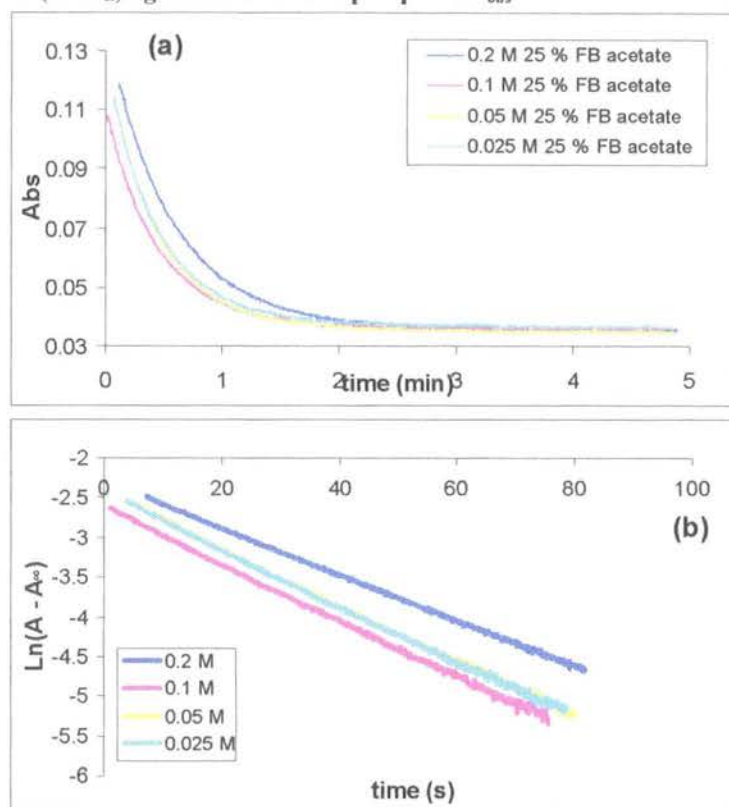 (a)
0.13
0.11
0.09
0.07
0.05
0.03
Abs
0.2 M 25 % FB acetate
0.1 M 25 % FB acetate
0.05 M 25 % FB acetate
0.025 M 25 % FB acetate
0 1 2 3 4 5
time (min)
-2
0 20 40 60 80 100
-2.5
-3
-3.5
-4
-4.5
-5
-5.5
-6
Ln(A - A∞)
(b)
0.2 M
0.1 M
0.05 M
0.025 M
time (s)